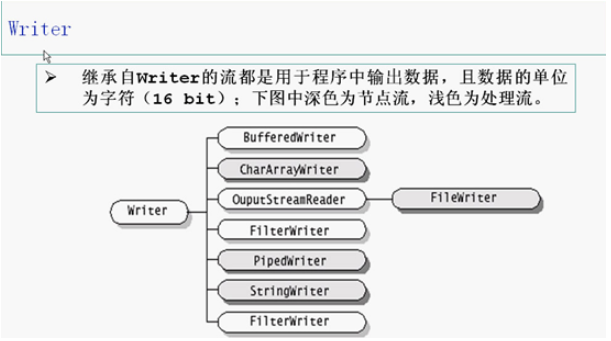 Writer
➢ 继承自Writer的流都是用于程序中输出数据，且数据的单位
为字符（16 bit）；下图中深色为节点流，浅色为处理流。
BufferedWriter
CharArrayWriter
OuputStreamReader
FileWriter
Writer
FilterWriter
PipedWriter
StringWriter
FilterWriter